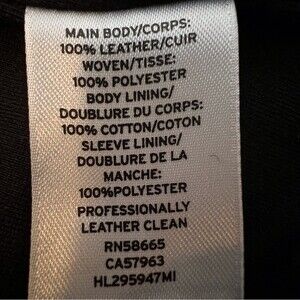 MAIN BODY/CORPS:
100% LEATHER/CUIR
WOVEN/TISSE:
100% POLYESTER
BODY LINING/
DOUBLURE DU CORPS:
100% COTTON/COTON
SLEEVE LINING/
DOUBLURE DE LA
MANCHE:
100%POLYESTER
PROFESSIONALLY
LEATHER CLEAN
RN58665
CA57963
HL295947MI